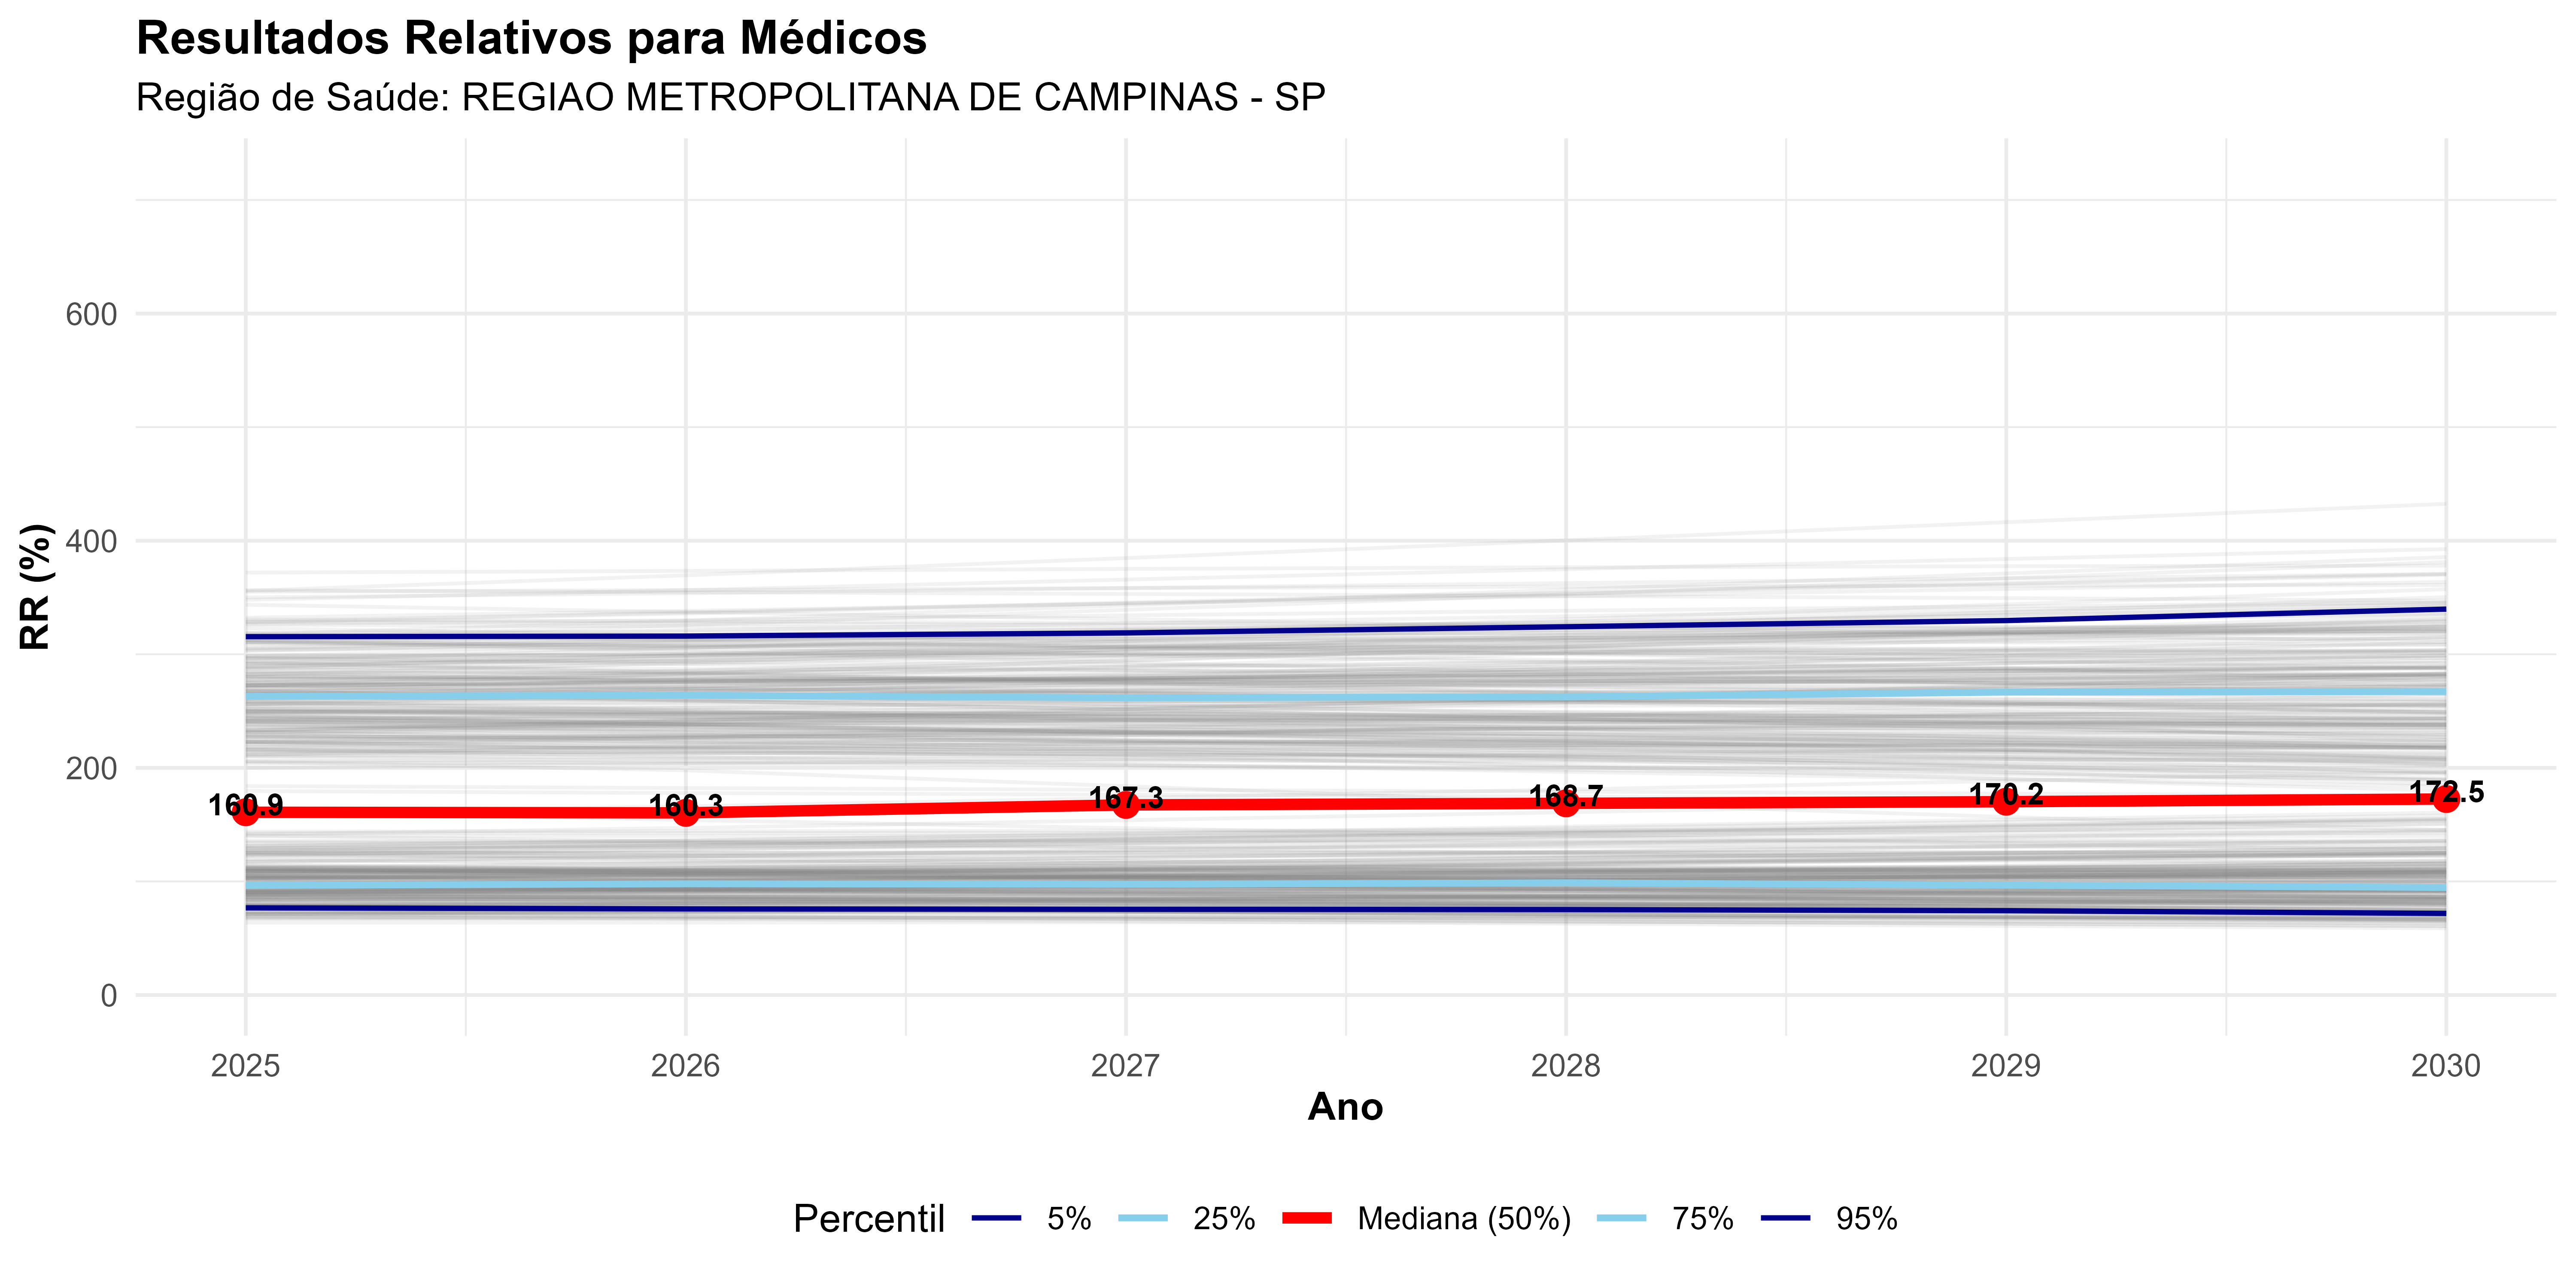 Resultados Relativos para Médicos
Região de Saúde: REGIAO METROPOLITANA DE CAMPINAS - SP
RR (%)
600
400
200
0
160.9 160.3 167.3 168.7 170.2 172.5
2025 2026 2027 2028 2029 2030
Ano
Percentil 5% 25% Mediana (50%) 75% 95%